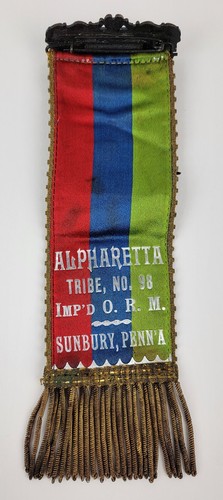 ALPHARETTA
TRIBE, NO. 98
IMP'D O. R. M.
SUNBURY, PENN'A